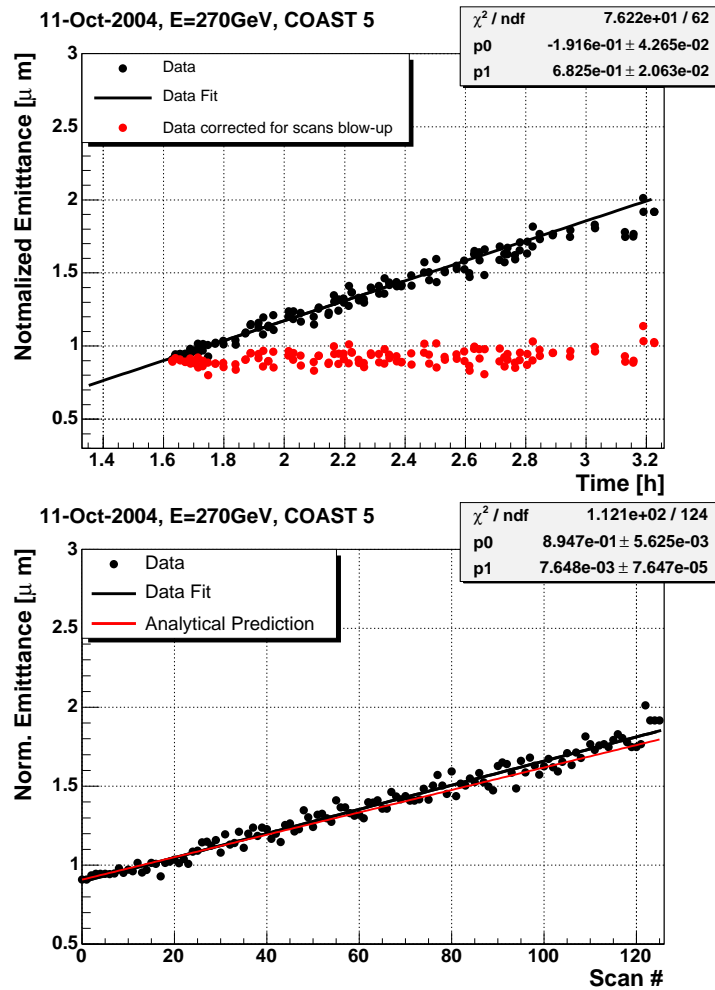 11-Oct-2004, E=270GeV, COAST 5
χ² / ndf 7.622e+01 / 62
p0 -1.916e-01 ± 4.265e-02
p1 6.825e-01 ± 2.063e-02
Notmalized Emitttance [μ m]
3
2.5
2
1.5
1
0.5
Data
Data Fit
Data corrected for scans blow-up
1.4 1.6 1.8 2 2.2 2.4 2.6 2.8 3 3.2
Time [h]
11-Oct-2004, E=270GeV, COAST 5
χ² / ndf 1.121e+02 / 124
p0 8.947e-01 ± 5.625e-03
p1 7.648e-03 ± 7.647e-05
Norm. Emitttance [μ m]
3
2.5
2
1.5
1
0.5
Data
Data Fit
Analytical Prediction
0 20 40 60 80 100 120
Scan #